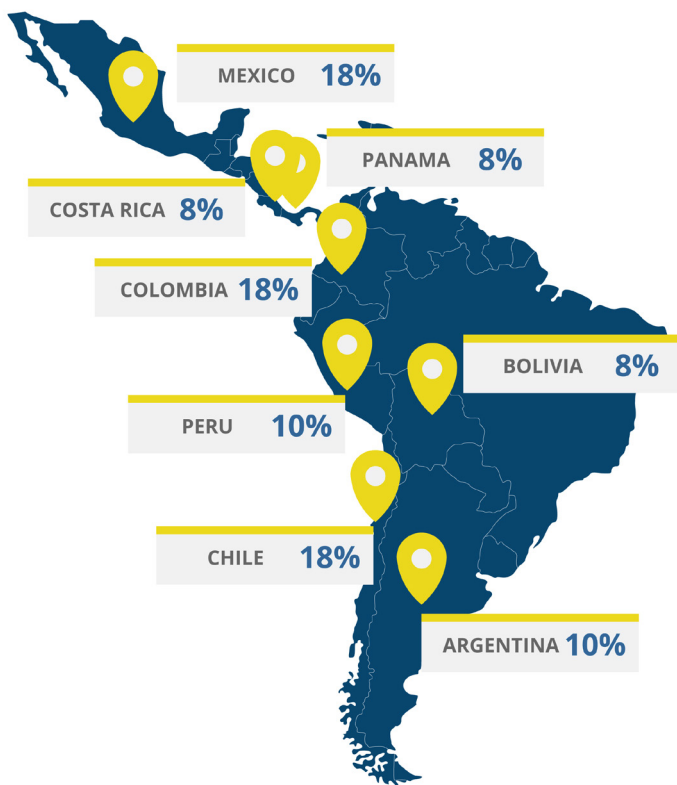 MEXICO 18%
PANAMA 8%
COSTA RICA 8%
COLOMBIA 18%
BOLIVIA 8%
PERU 10%
CHILE 18%
ARGENTINA 10%